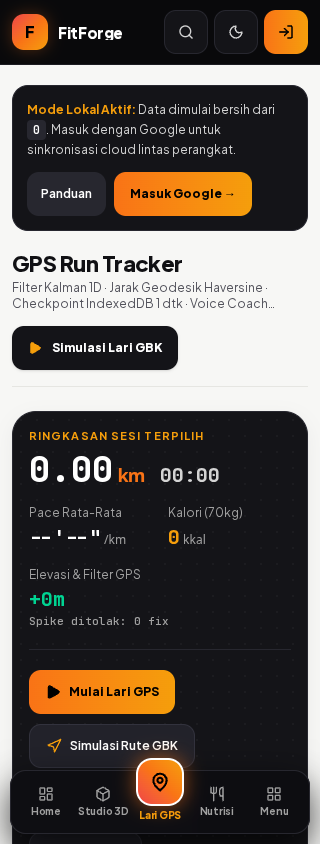 F FitForge
Mode Lokal Aktif: Data dimulai bersih dari
0 . Masuk dengan Google untuk
sinkronisasi cloud lintas perangkat.
Panduan
Masuk Google →
GPS Run Tracker
Filter Kalman 1D · Jarak Geodesik Haversine ·
Checkpoint IndexedDB 1 dtk · Voice Coach…
Simulasi Lari GBK
RINGKASAN SESI TERPILIH
0.00 km 00:00
Pace Rata-Rata
--'--" /km
Kalori (70kg)
0 kkal
Elevasi & Filter GPS
+0m
Spike ditolak: 0 fix
Mulai Lari GPS
Simulasi Rute GBK
Home
Studio 3D
Lari GPS
Nutrisi
Menu